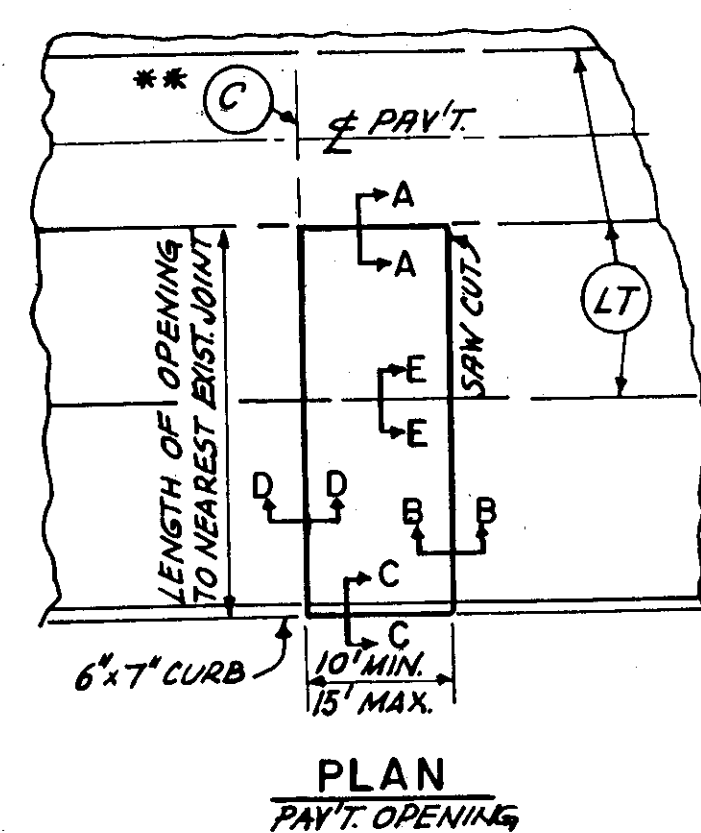 **
C
℄ PAV'T.
A
A
LENGTH OF OPENING
TO NEAREST EXIST. JOINT
SAW CUT
LT
E
E
D D
B B
C
C
6"x7" CURB
10' MIN.
15' MAX.
PLAN
PAV'T. OPENING